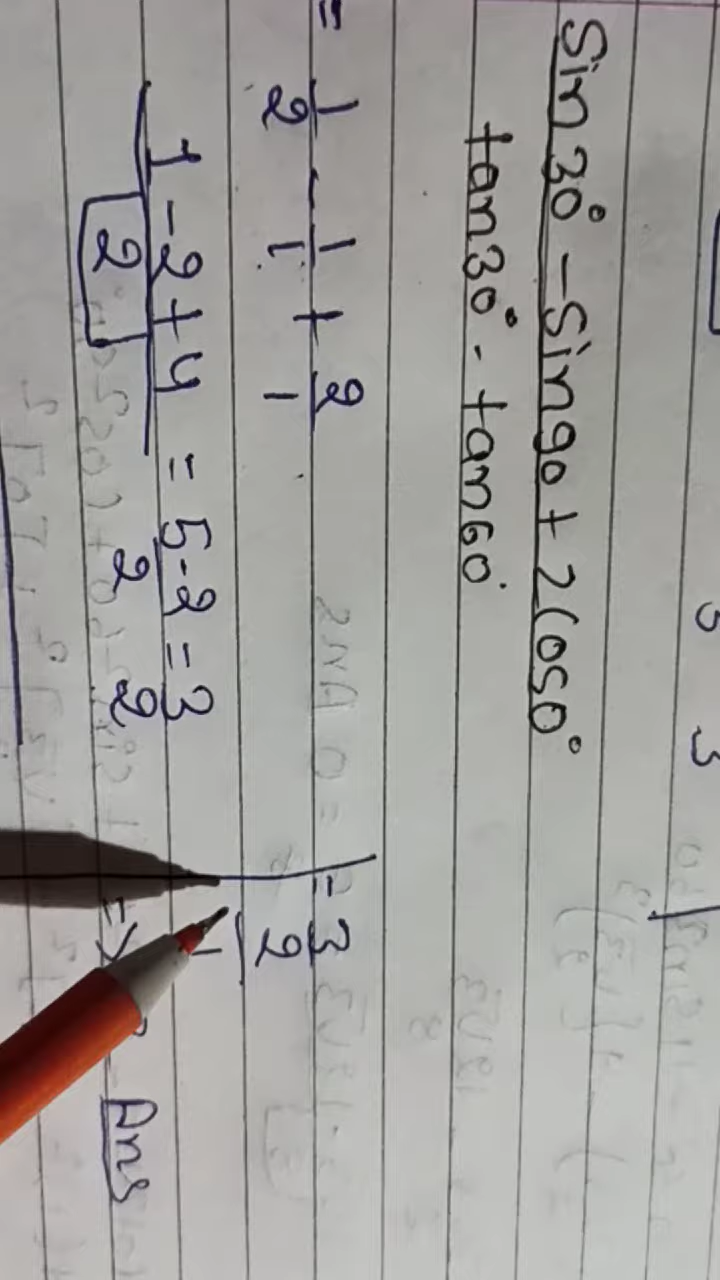 Sin30° - Sin90 + 2Cos0°
tan30° · tan60°
= 1/2 - 1/1 + 2/1
1 - 2 + 4 / 2 = 5-2/2 = 3/2
= 3/2 / 1
Ans